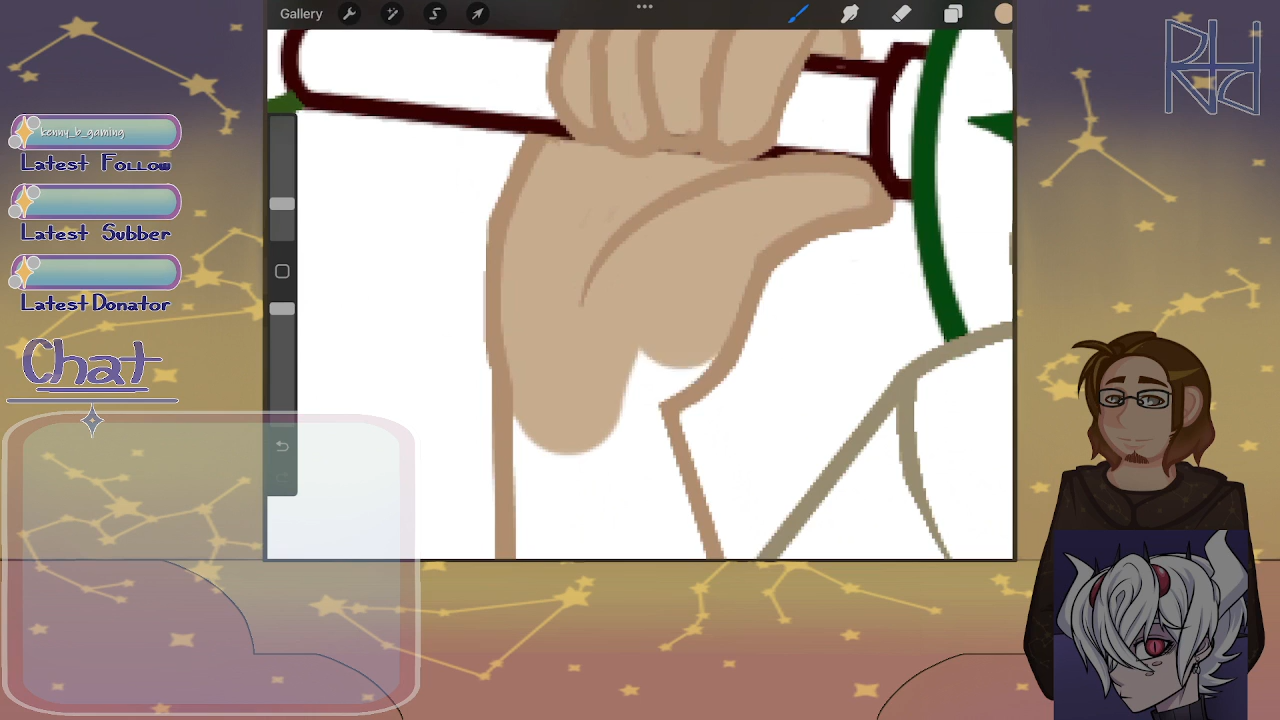 Gallery
kenny_b_gaming
Latest Follow
Latest Subber
Latest Donator
Chat